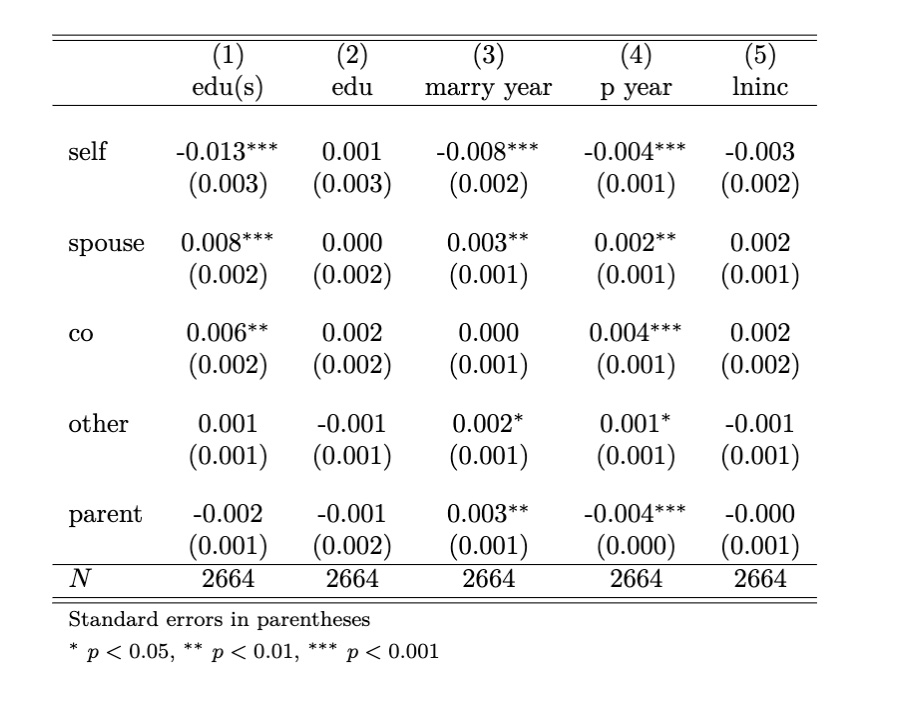 (1) (2) (3) (4) (5)
edu(s) edu marry year p year lninc
self -0.013*** 0.001 -0.008*** -0.004*** -0.003
(0.003) (0.003) (0.002) (0.001) (0.002)
spouse 0.008*** 0.000 0.003** 0.002** 0.002
(0.002) (0.002) (0.001) (0.001) (0.001)
co 0.006** 0.002 0.000 0.004*** 0.002
(0.002) (0.002) (0.001) (0.001) (0.002)
other 0.001 -0.001 0.002* 0.001* -0.001
(0.001) (0.001) (0.001) (0.001) (0.001)
parent -0.002 -0.001 0.003** -0.004*** -0.000
(0.001) (0.002) (0.001) (0.000) (0.001)
N 2664 2664 2664 2664 2664
Standard errors in parentheses
* p < 0.05, ** p < 0.01, *** p < 0.001